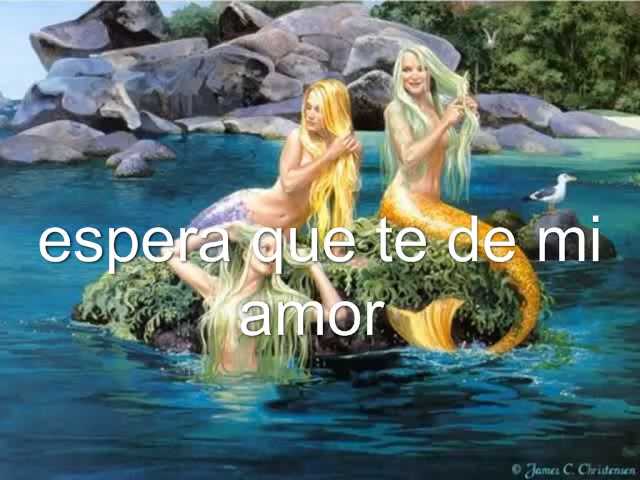 espera que te de mi
amor
© James C. Christensen